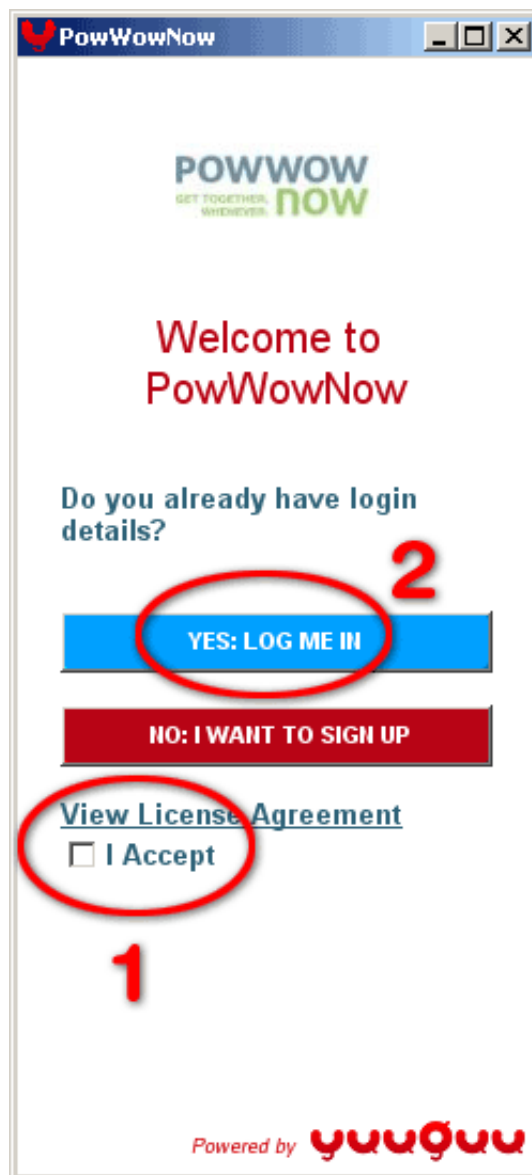 PowWowNow
POWWOW
GET TOGETHER. WHENEVER. NOW
Welcome to
PowWowNow
Do you already have login
details?
2
YES: LOG ME IN
NO: I WANT TO SIGN UP
View License Agreement
I Accept
1
Powered by yuuguu